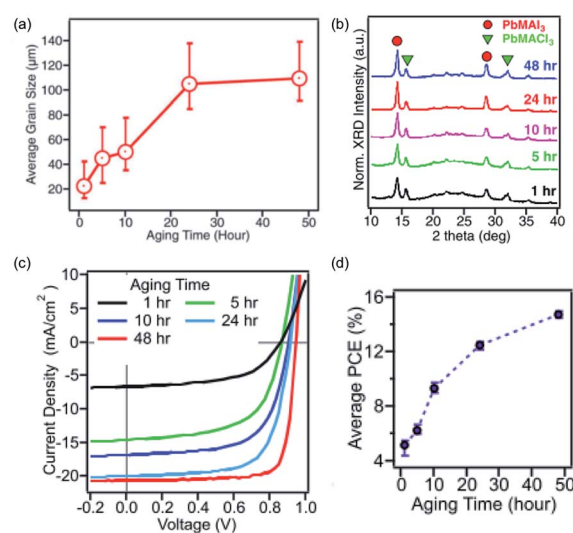 (a)
Average Grain Size (μm)
140
120
100
80
60
40
20
0
10
20
30
40
50
Aging Time (Hour)
(b)
PbMAI₃
PbMACl₃
Norm. XRD Intensity (a.u.)
48 hr
24 hr
10 hr
5 hr
1 hr
10
15
20
25
30
35
40
2 theta (deg)
(c)
Current Density (mA/cm²)
10
5
0
-5
-10
-15
-20
Aging Time
1 hr 5 hr
10 hr 24 hr
48 hr
-0.2
0.0
0.2
0.4
0.6
0.8
1.0
Voltage (V)
(d)
Average PCE (%)
16
12
8
4
0
10
20
30
40
50
Aging Time (hour)